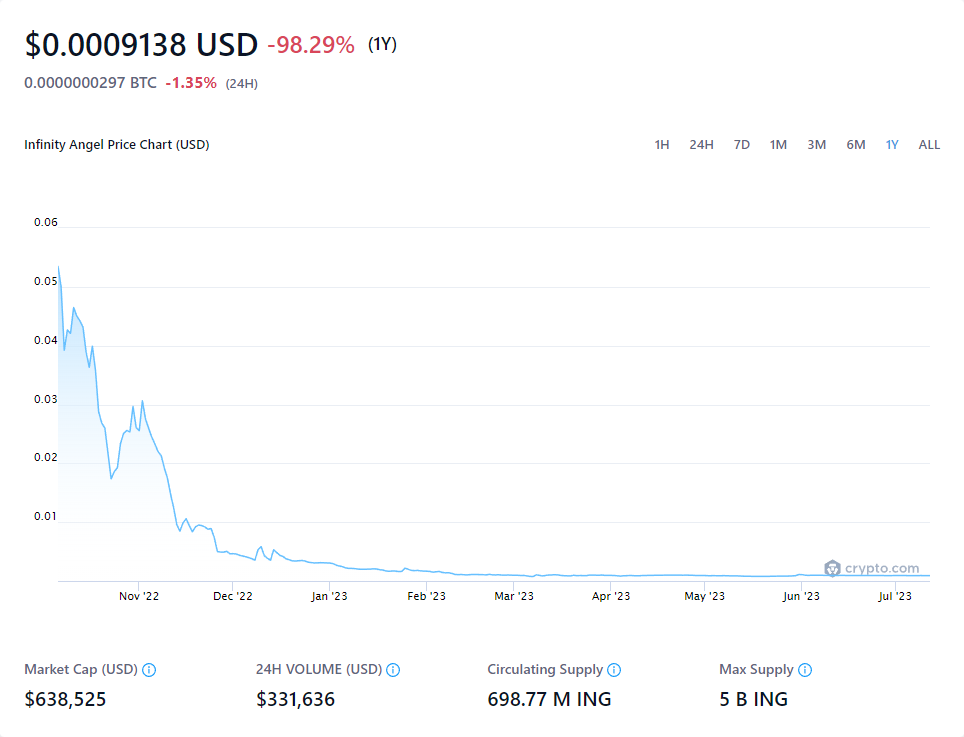 $0.0009138 USD -98.29% (1Y)
0.0000000297 BTC -1.35% (24H)
Infinity Angel Price Chart (USD) 1H 24H 7D 1M 3M 6M 1Y ALL
0.06
0.05
0.04
0.03
0.02
0.01
crypto.com
Nov '22 Dec '22 Jan '23 Feb '23 Mar '23 Apr '23 May '23 Jun '23 Jul '23
Market Cap (USD) 24H VOLUME (USD) Circulating Supply Max Supply
$638,525 $331,636 698.77 M ING 5 B ING